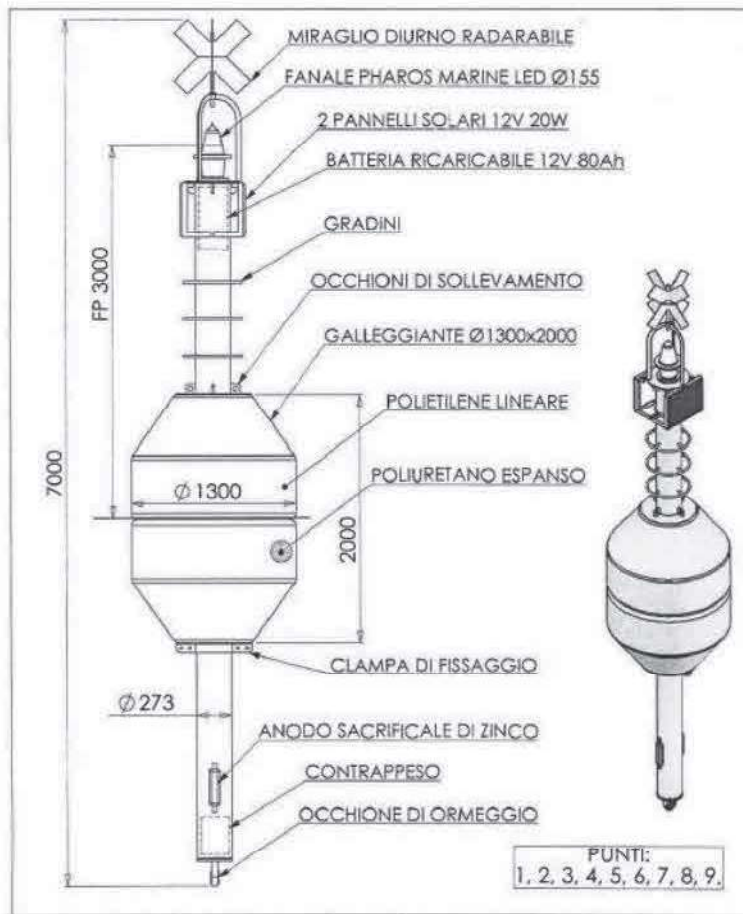 MIRAGLIO DIURNO RADARABILE
FANALE PHAROS MARINE LED Ø155
2 PANNELLI SOLARI 12V 20W
BATTERIA RICARICABILE 12V 80Ah
GRADINI
OCCHIONI DI SOLLEVAMENTO
GALLEGGIANTE Ø1300x2000
POLIETILENE LINEARE
POLIURETANO ESPANSO
FP 3000
7000
Ø 1300
2000
CLAMPA DI FISSAGGIO
Ø 273
ANODO SACRIFICALE DI ZINCO
CONTRAPPESO
OCCHIONE DI ORMEGGIO
PUNTI:
1, 2, 3, 4, 5, 6, 7, 8, 9.